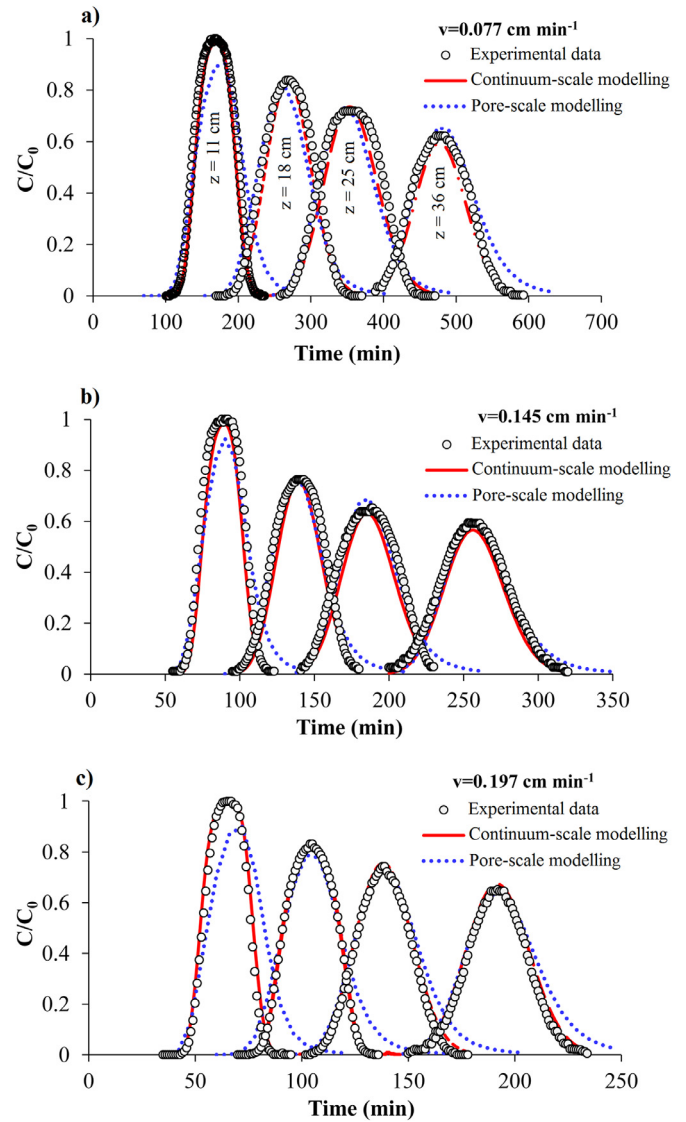 a)
v=0.077 cm min⁻¹
Experimental data
Continuum-scale modelling
Pore-scale modelling
C/C₀
1
0.8
0.6
0.4
0.2
0
z = 11 cm
z = 18 cm
z = 25 cm
z = 36 cm
0 100 200 300 400 500 600 700
Time (min)
b)
v=0.145 cm min⁻¹
Experimental data
Continuum-scale modelling
Pore-scale modelling
C/C₀
1
0.8
0.6
0.4
0.2
0
0 50 100 150 200 250 300 350
Time (min)
c)
v=0.197 cm min⁻¹
Experimental data
Continuum-scale modelling
Pore-scale modelling
C/C₀
1
0.8
0.6
0.4
0.2
0
0 50 100 150 200 250
Time (min)